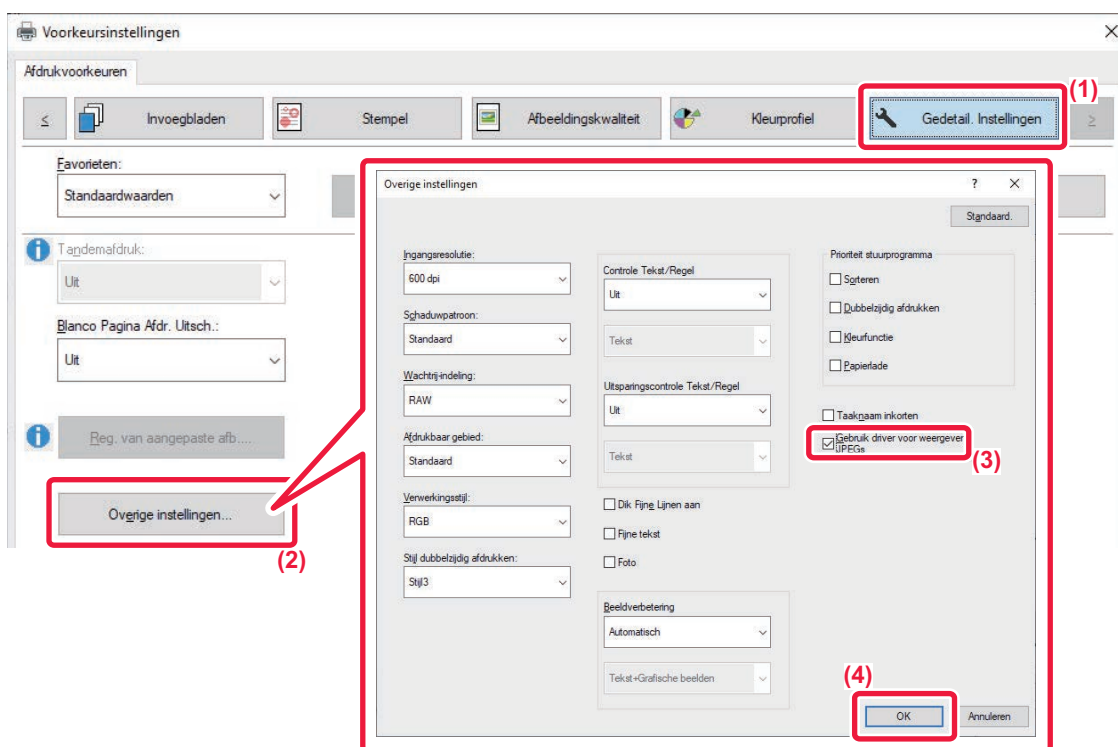 Voorkeursinstellingen
Afdrukvoorkeuren
(1)
<
Invoegbladen
Stempel
Afbeeldingskwaliteit
Kleurprofiel
Gedetail. Instellingen
>
Favorieten:
Standaardwaarden
Tandemafdruk:
Uit
Blanco Pagina Afdr. Uitsch.:
Uit
Reg. van aangepaste afb....
Overige instellingen...
(2)
Overige instellingen
?
Standaard.
Ingangsresolutie:
600 dpi
Schaduwpatroon:
Standaard
Wachtrij-indeling:
RAW
Afdrukbaar gebied:
Standaard
Verwerkingsstijl:
RGB
Stijl dubbelzijdig afdrukken:
Stijl3
Controle Tekst/Regel
Uit
Tekst
Uitsparingscontrole Tekst/Regel
Uit
Tekst
Dik Fijne Lijnen aan
Fijne tekst
Foto
Beeldverbetering
Automatisch
Tekst+Grafische beelden
Prioriteit stuurprogramma
Sorteren
Dubbelzijdig afdrukken
Kleurfunctie
Papierlade
Taaknaam inkorten
Gebruik driver voor weergever
JPEGs
(3)
(4)
OK
Annuleren